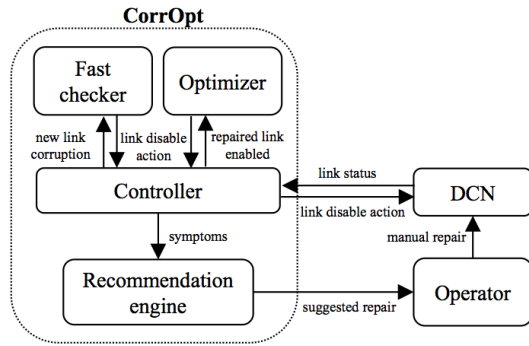 CorrOpt
Fast
checker
Optimizer
new link
corruption
link disable
action
repaired link
enabled
Controller
link status
link disable action
DCN
symptoms
manual repair
Recommendation
engine
suggested repair
Operator